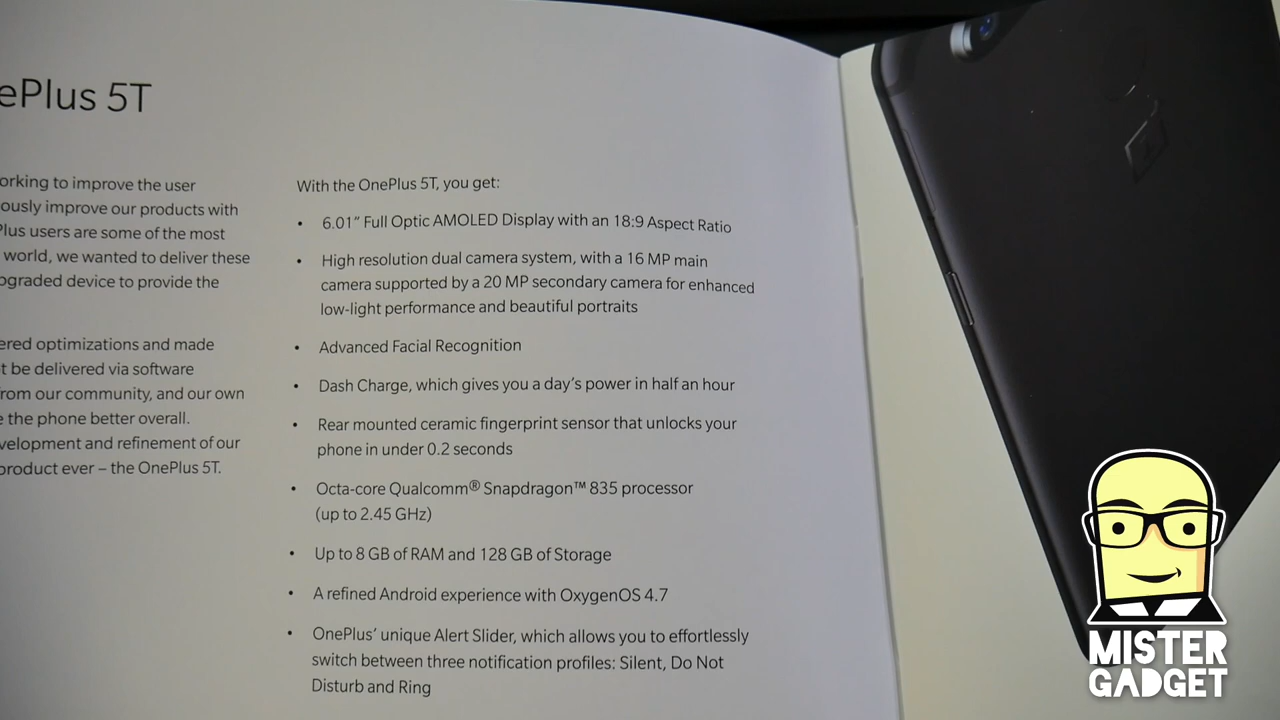 ePlus 5T
orking to improve the user
ously improve our products with
Plus users are some of the most
world, we wanted to deliver these
pgraded device to provide the
ered optimizations and made
t be delivered via software
rom our community, and our own
e the phone better overall.
velopment and refinement of our
product ever – the OnePlus 5T.
With the OnePlus 5T, you get:
• 6.01” Full Optic AMOLED Display with an 18:9 Aspect Ratio
• High resolution dual camera system, with a 16 MP main
camera supported by a 20 MP secondary camera for enhanced
low-light performance and beautiful portraits
• Advanced Facial Recognition
• Dash Charge, which gives you a day’s power in half an hour
• Rear mounted ceramic fingerprint sensor that unlocks your
phone in under 0.2 seconds
• Octa-core Qualcomm® Snapdragon™ 835 processor
(up to 2.45 GHz)
• Up to 8 GB of RAM and 128 GB of Storage
• A refined Android experience with OxygenOS 4.7
• OnePlus’ unique Alert Slider, which allows you to effortlessly
switch between three notification profiles: Silent, Do Not
Disturb and Ring
MISTER
GADGET